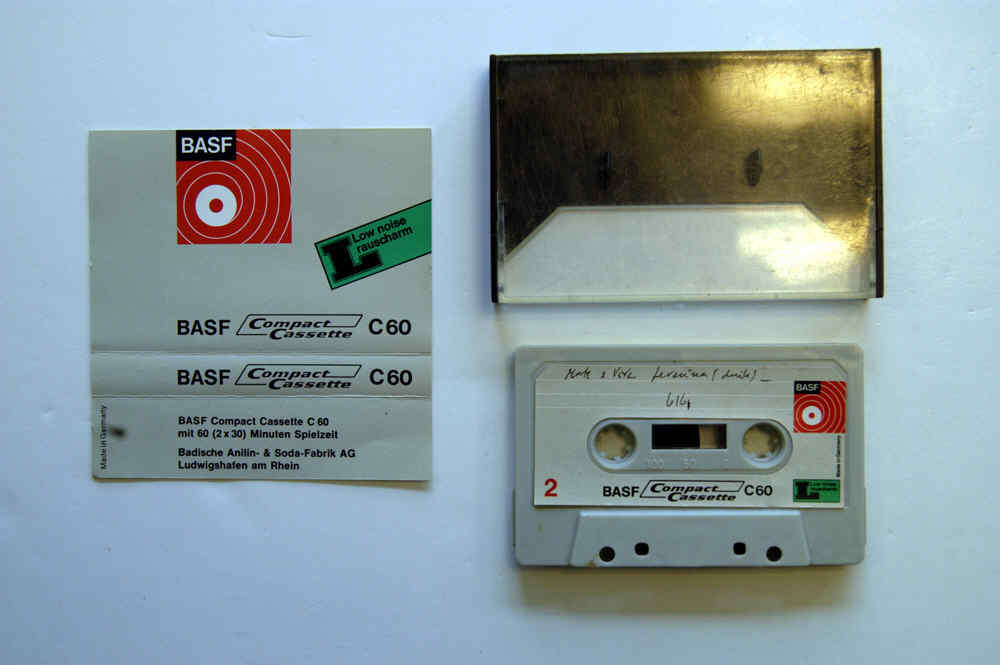 BASF
Low noise
rauscharm
L
BASF Compact Cassette C60
BASF Compact Cassette C60
Made in Germany
BASF Compact Cassette C 60
mit 60 (2 x 30) Minuten Spielzeit
Badische Anilin- & Soda-Fabrik AG
Ludwigshafen am Rhein
BASF
100 50
Made in Germany
2
BASF Compact Cassette C60
L
Low noise
rauscharm